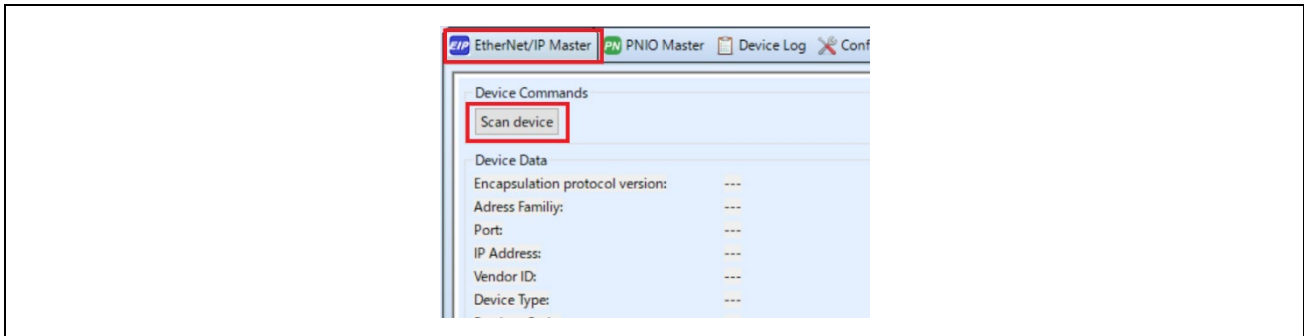 EIP EtherNet/IP Master PN PNIO Master Device Log Conf
Device Commands
Scan device
Device Data
Encapsulation protocol version: ---
Adress Familiy: ---
Port: ---
IP Address: ---
Vendor ID: ---
Device Type: ---